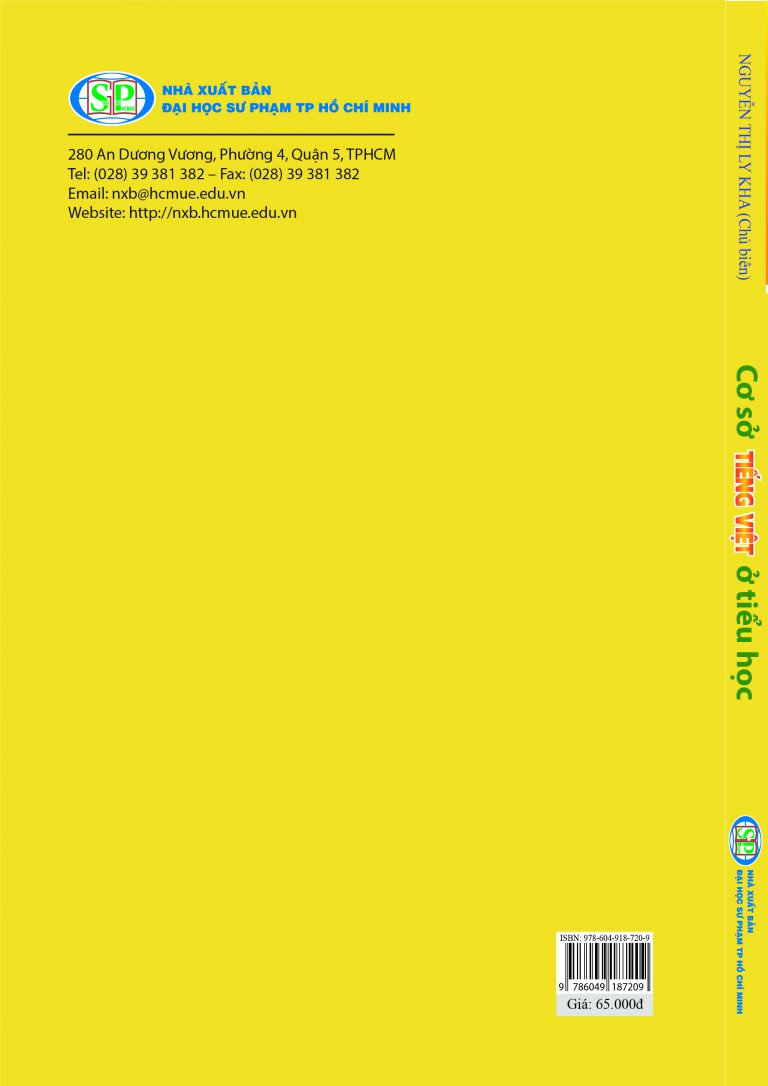 SP
HCMUE
NHÀ XUẤT BẢN
ĐẠI HỌC SƯ PHẠM TP HỒ CHÍ MINH
280 An Dương Vương, Phường 4, Quận 5, TPHCM
Tel: (028) 39 381 382 – Fax: (028) 39 381 382
Email: nxb@hcmue.edu.vn
Website: http://nxb.hcmue.edu.vn
NGUYỄN THỊ LY KHA (Chủ biên)
Cơ sở TIẾNG VIỆT ở tiểu học
SP
NHÀ XUẤT BẢN
ĐẠI HỌC SƯ PHẠM TP HỒ CHÍ MINH
ISBN: 978-604-918-720-9
9 786049 187209
Giá: 65.000đ